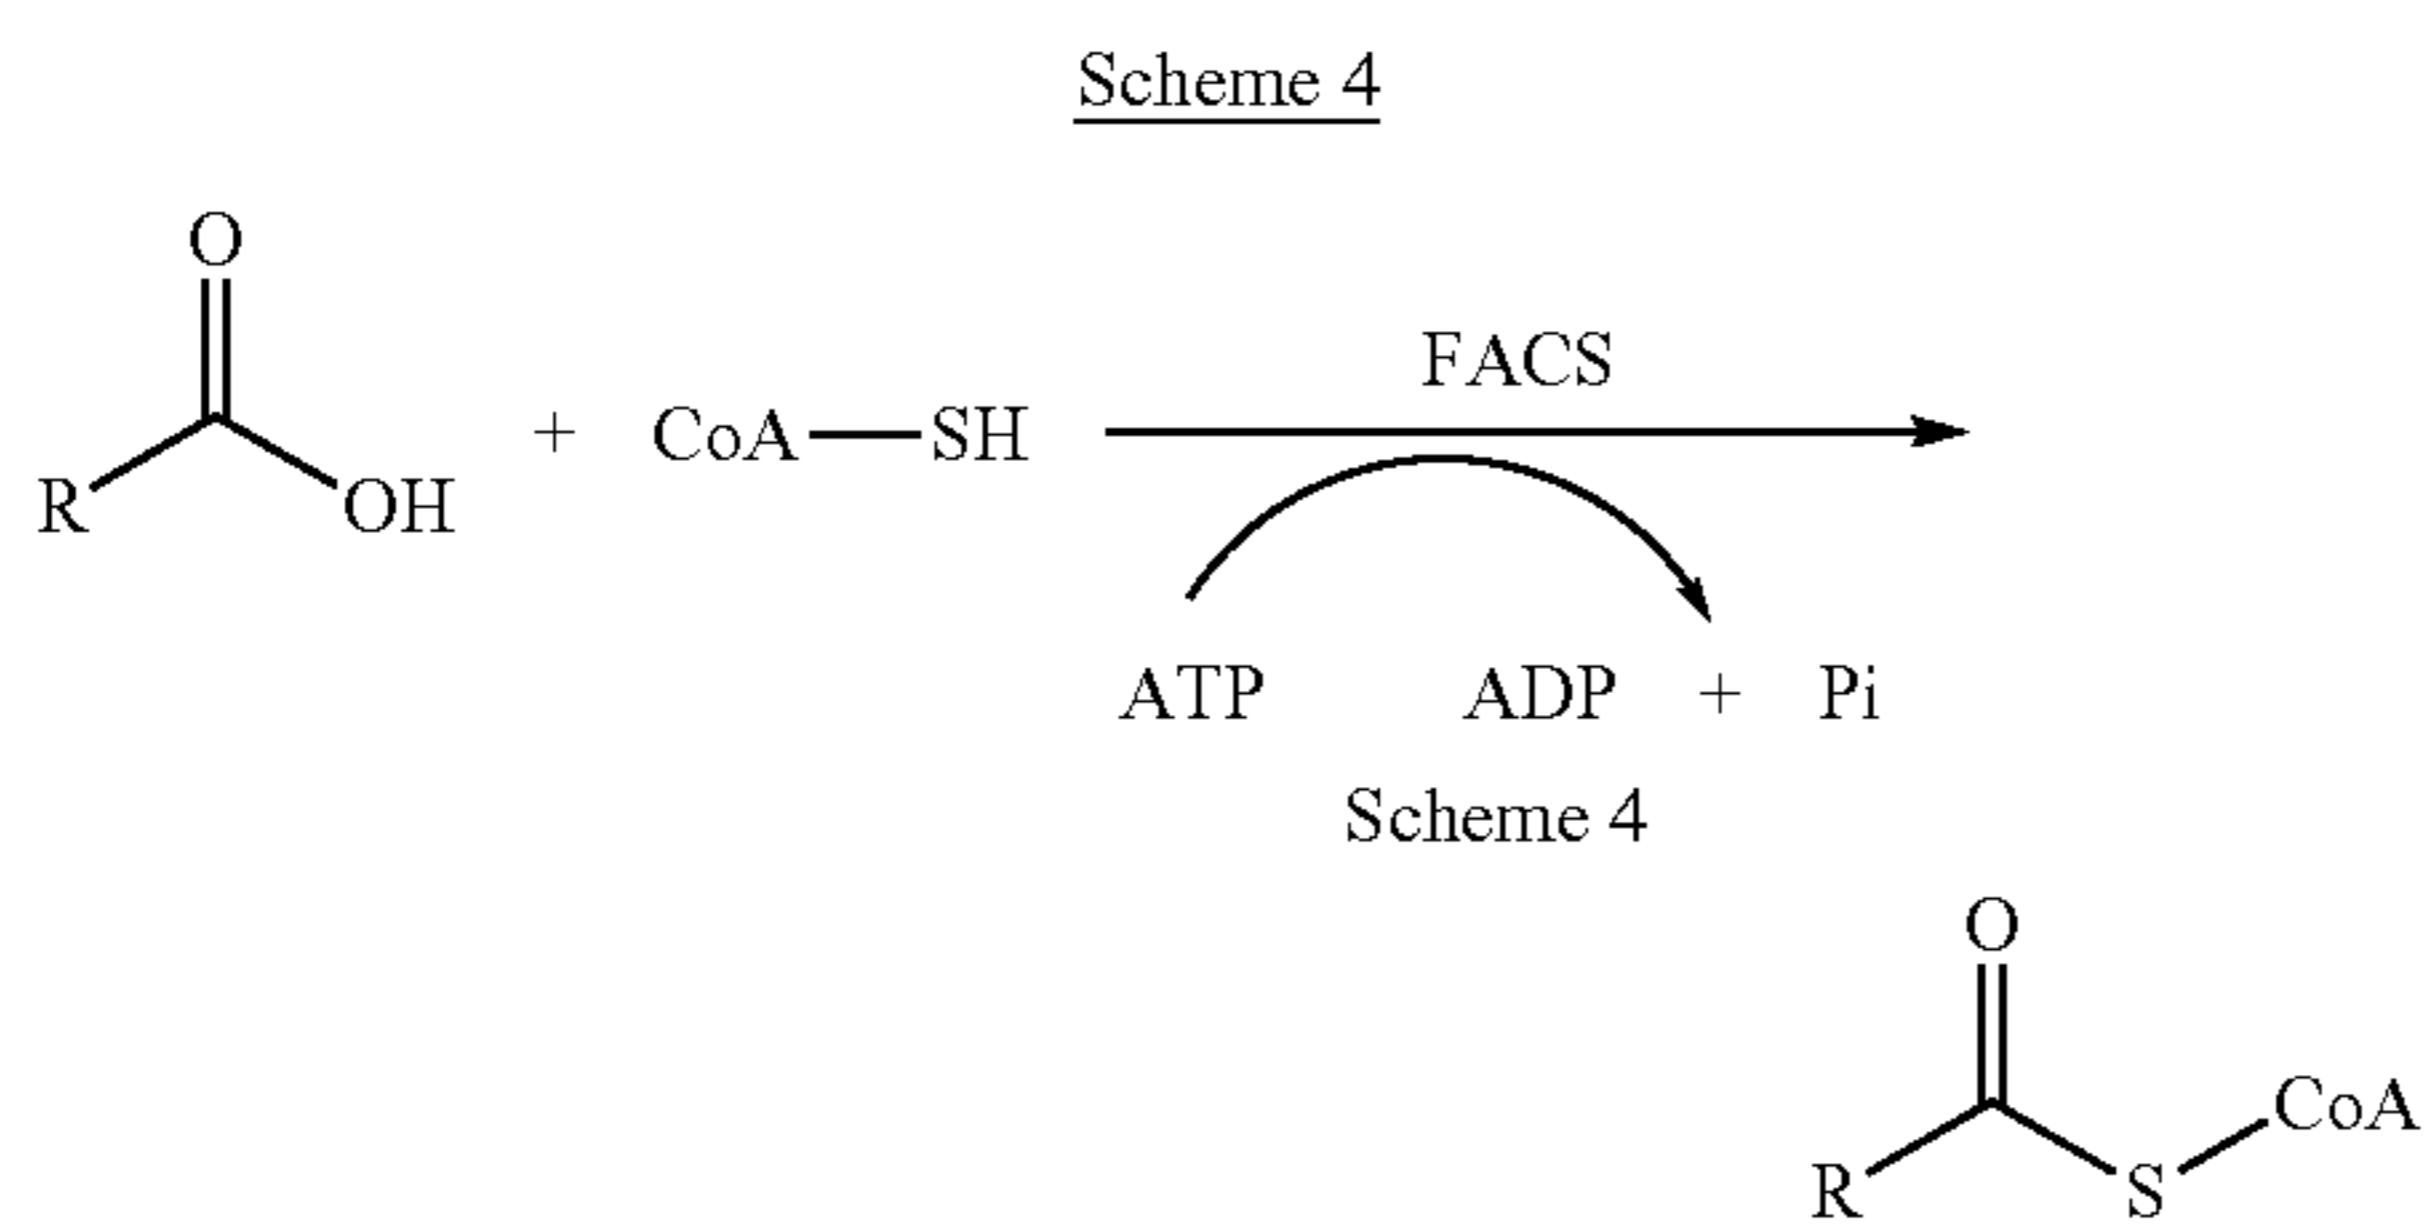 Scheme 4
O
R
OH
+
CoA—SH
FACS
ATP
ADP + Pi
Scheme 4
O
R
S
CoA